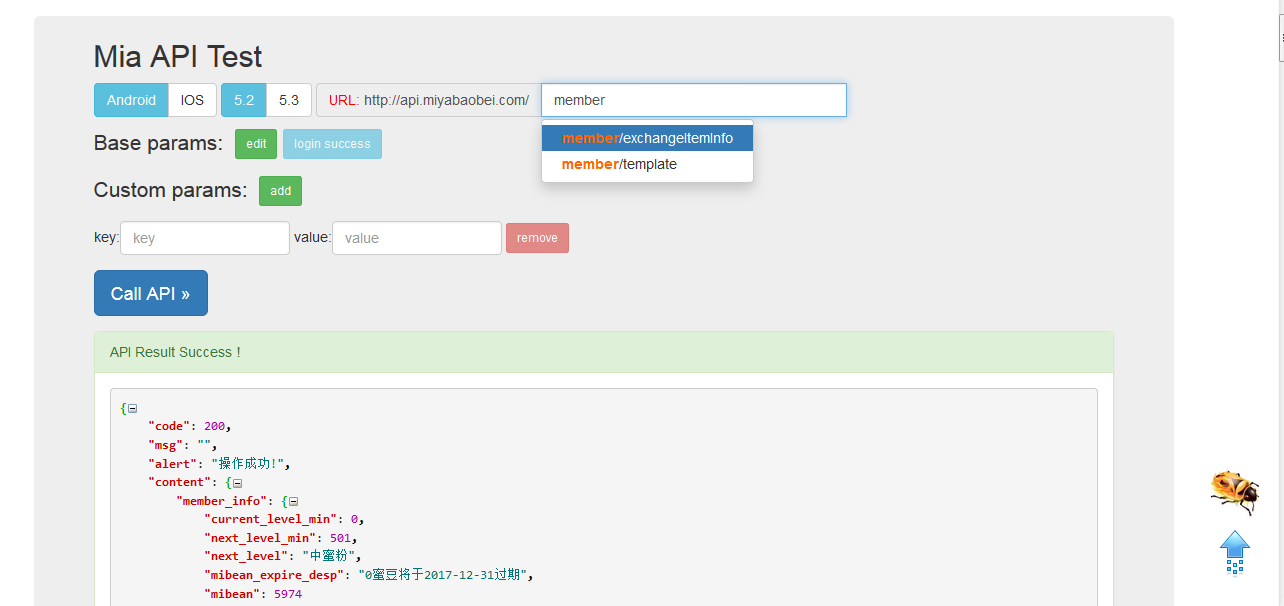 Mia API Test
Android IOS 5.2 5.3 URL: http://api.miyabaobei.com/ member
member/exchangeItemInfo
member/template
Base params: edit login success
Custom params: add
key: key value: value remove
Call API »
API Result Success !
{
"code": 200,
"msg": "",
"alert": "操作成功!",
"content": {
"member_info": {
"current_level_min": 0,
"next_level_min": 501,
"next_level": "中蜜粉",
"mibean_expire_desp": "0蜜豆将于2017-12-31过期",
"mibean": 5974